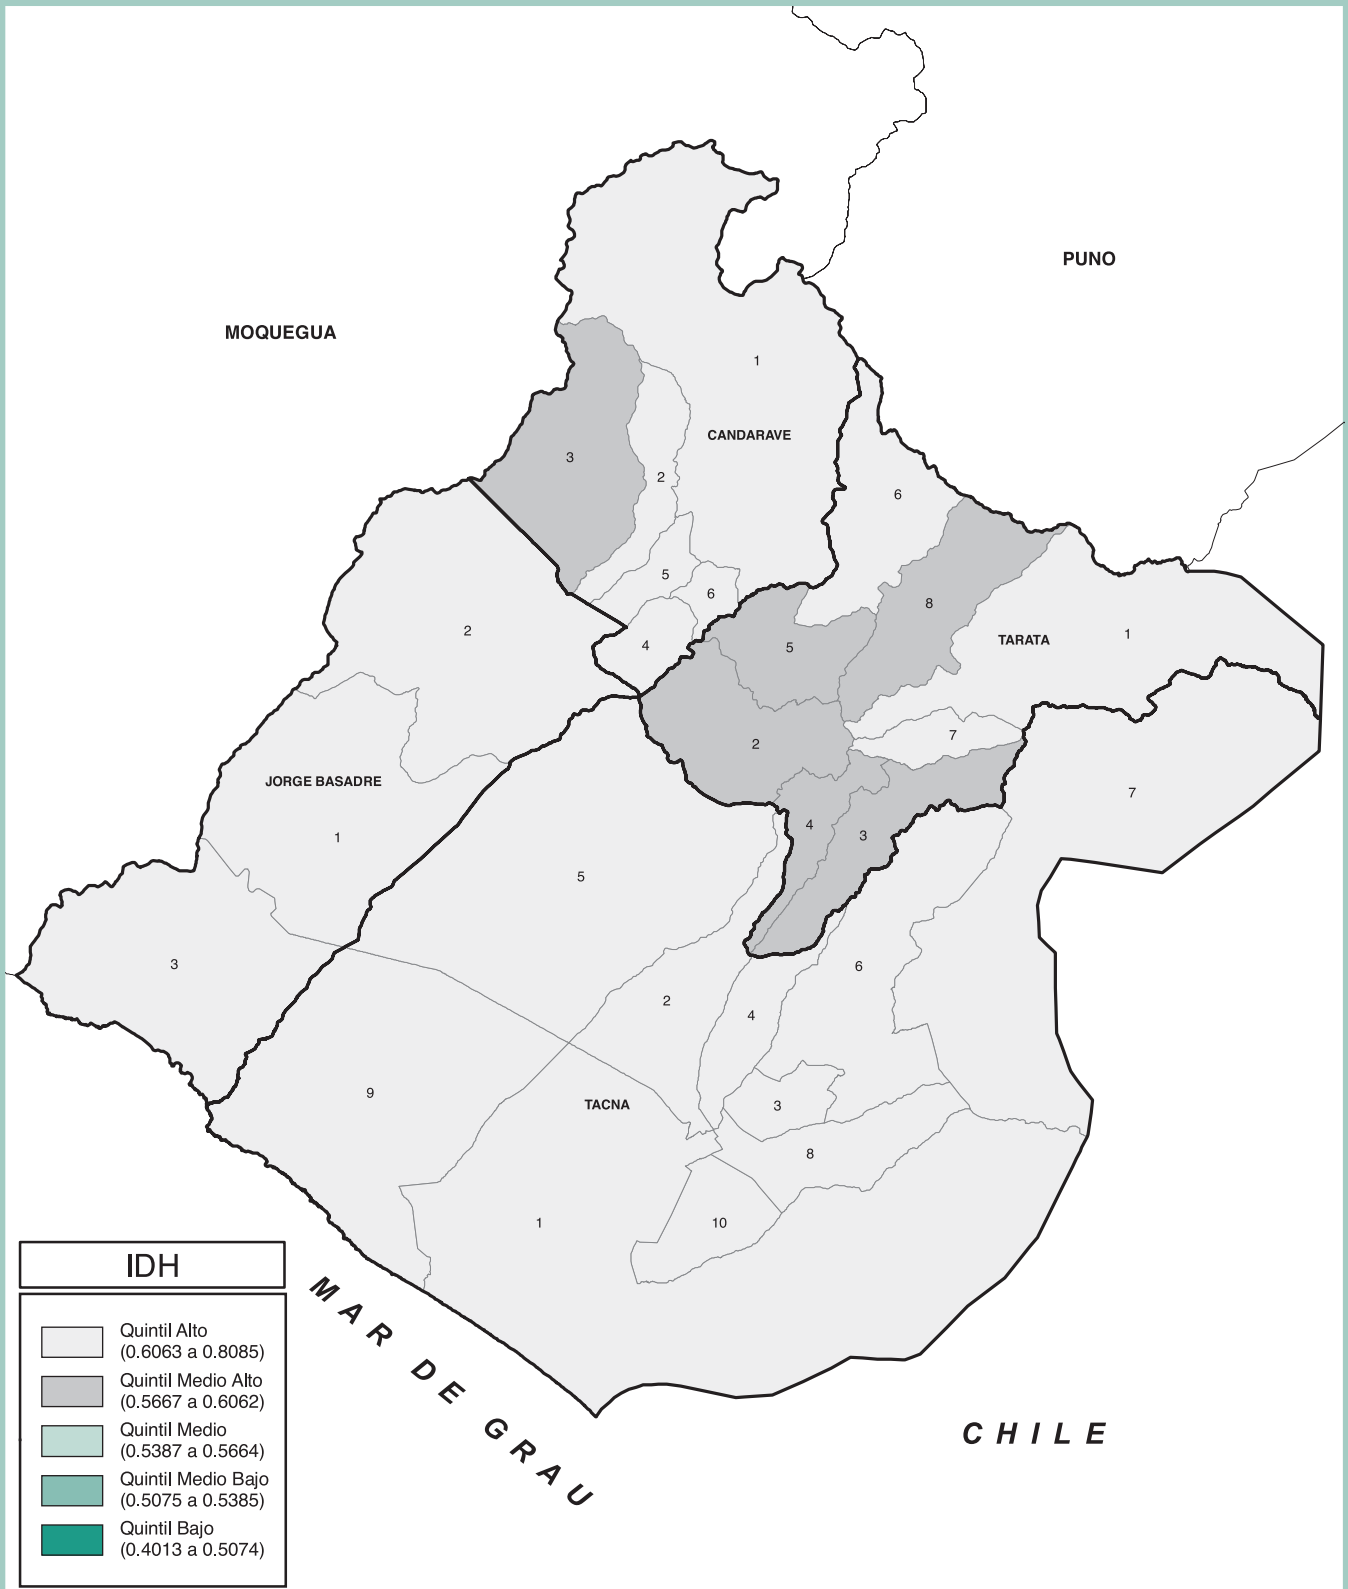 PUNO
MOQUEGUA
1
CANDARAVE
3
2
6
5
6
8
2
4
5
TARATA
1
7
2
JORGE BASADRE
7
1
4
3
5
3
6
2
4
9
TACNA
3
8
1
10
IDH
Quintil Alto
(0.6063 a 0.8085)
Quintil Medio Alto
(0.5667 a 0.6062)
Quintil Medio
(0.5387 a 0.5664)
Quintil Medio Bajo
(0.5075 a 0.5385)
Quintil Bajo
(0.4013 a 0.5074)
MAR DE GRAU
CHILE